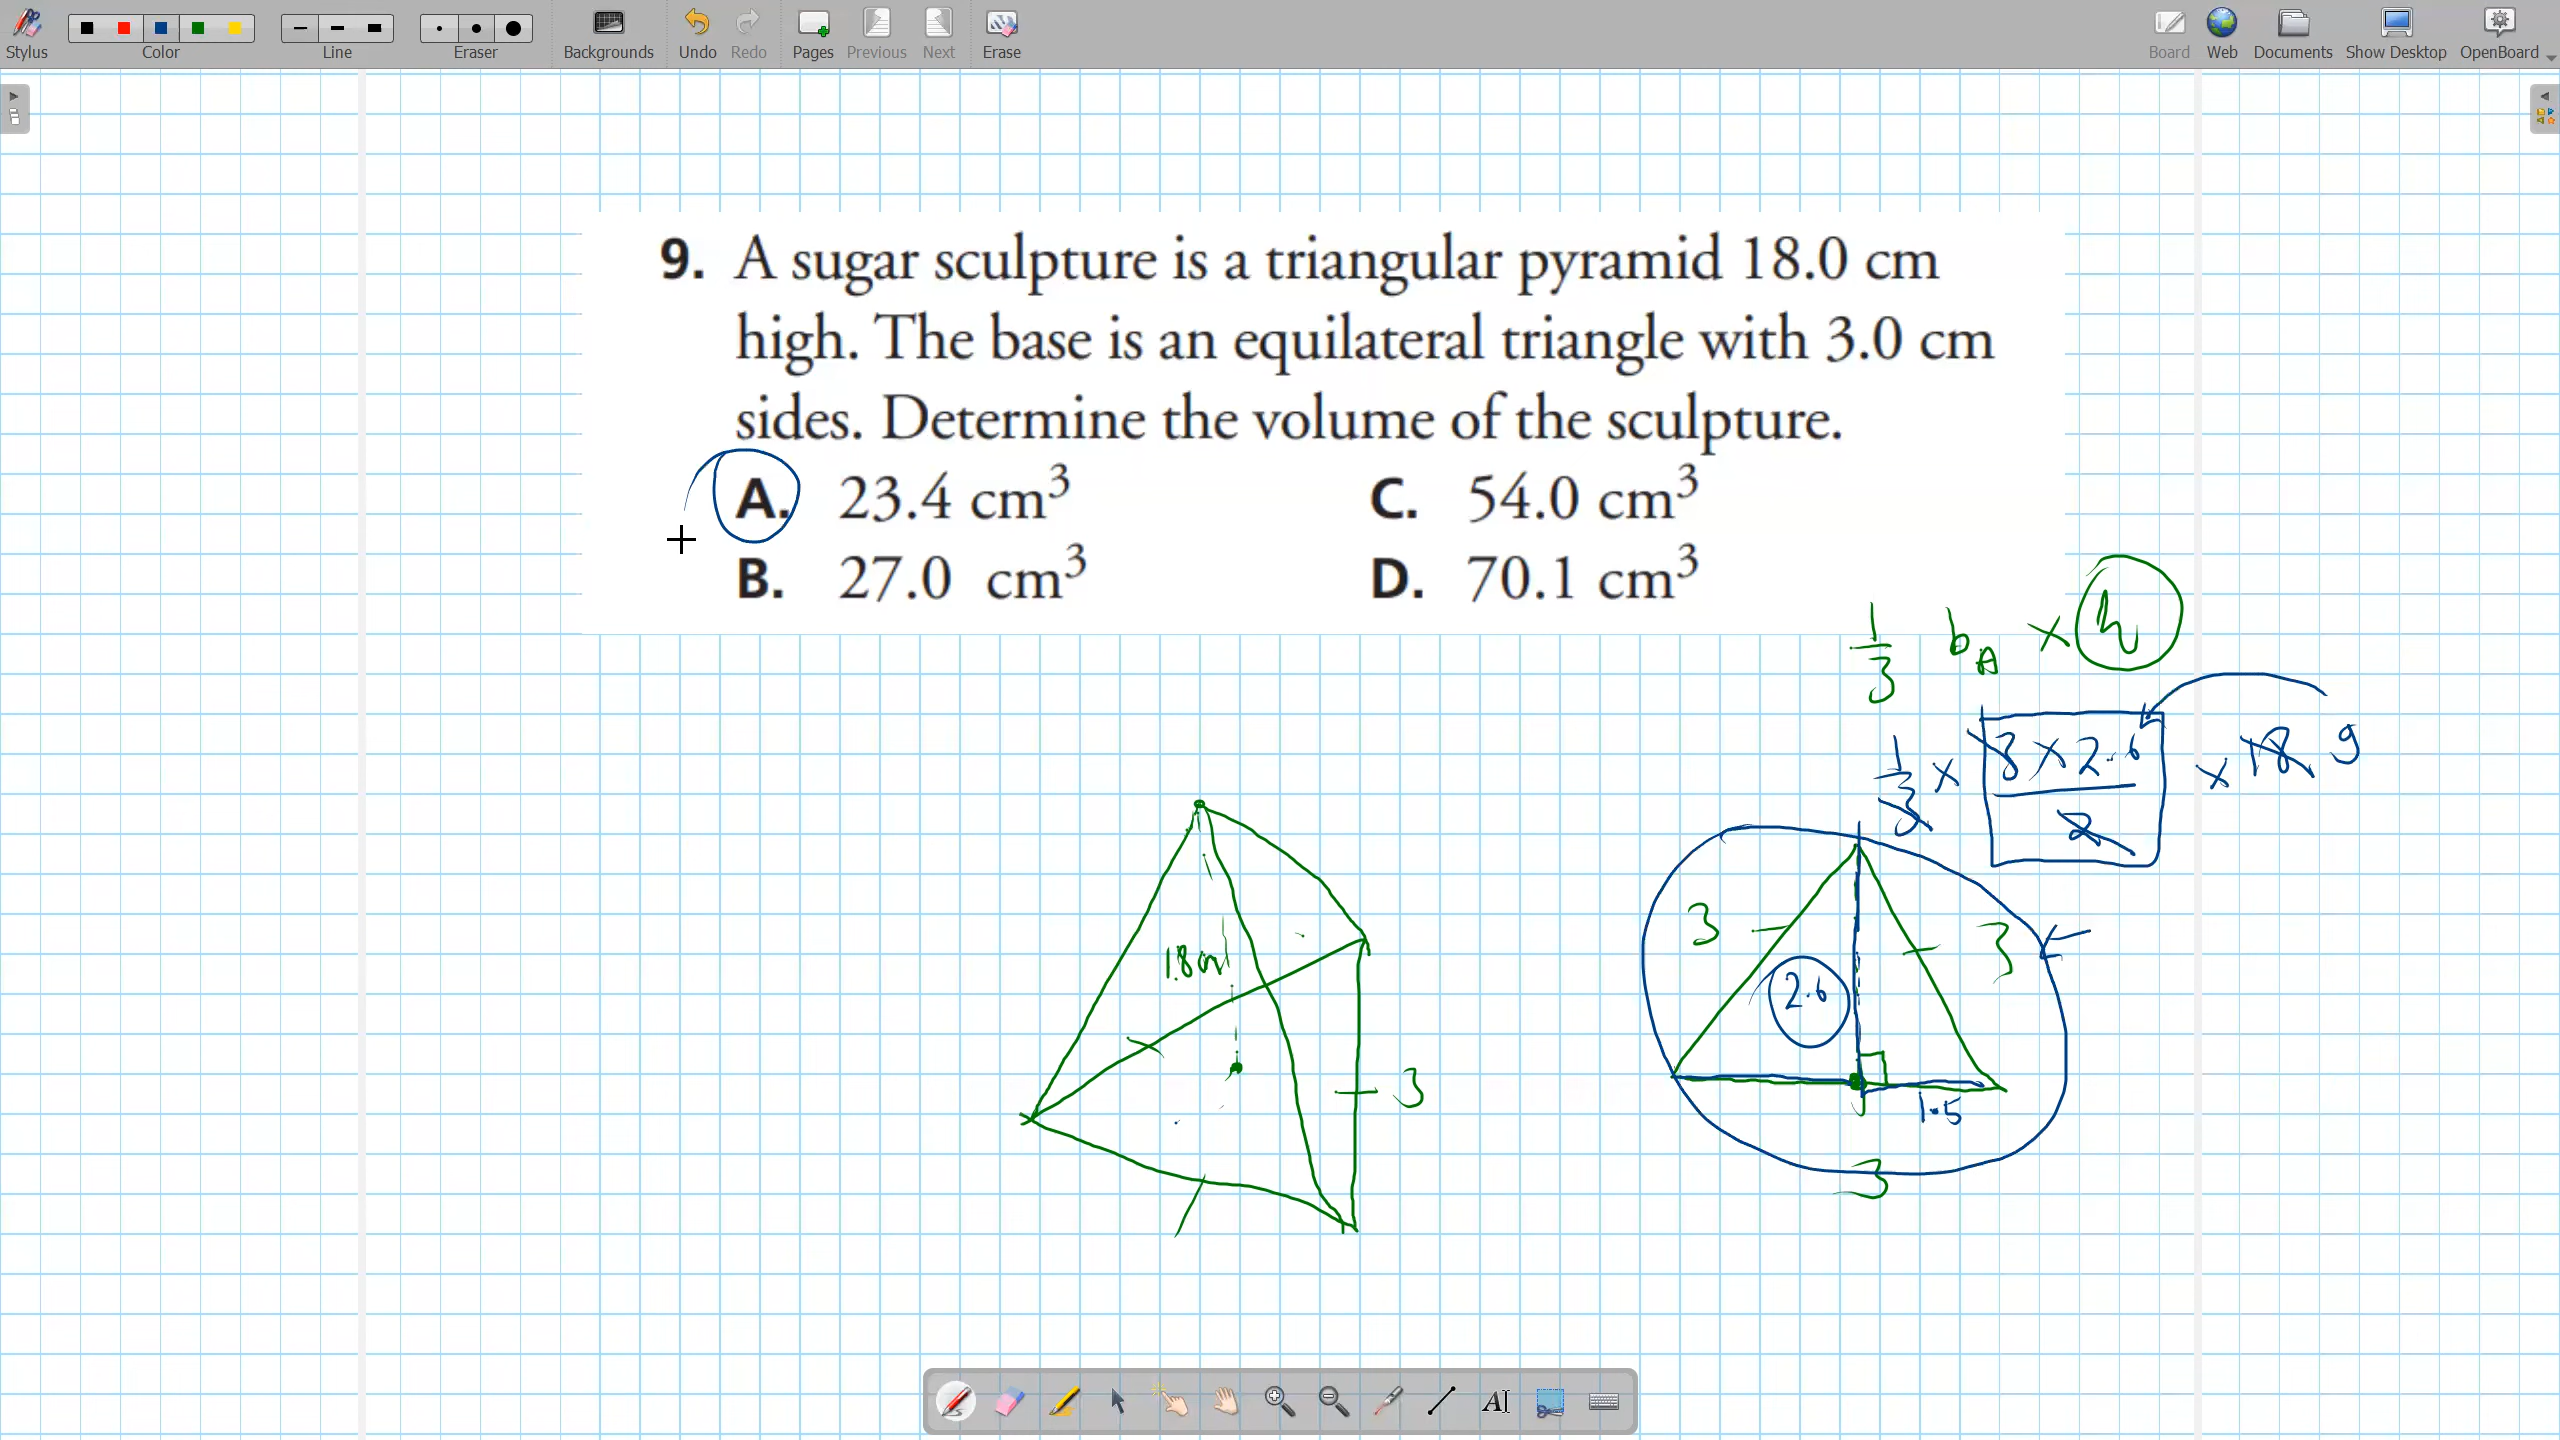 Stylus Color Line Eraser Backgrounds Undo Redo Pages Previous Next Erase Board Web Documents Show Desktop OpenBoard
9. A sugar sculpture is a triangular pyramid 18.0 cm
high. The base is an equilateral triangle with 3.0 cm
sides. Determine the volume of the sculpture.
A. 23.4 cm³ C. 54.0 cm³
B. 27.0 cm³ D. 70.1 cm³
1/3 b_A × h
1/3 × (3 × 2.6)/2 × 18 9
18cm
3
3
3
2.6
1.5
3
AI